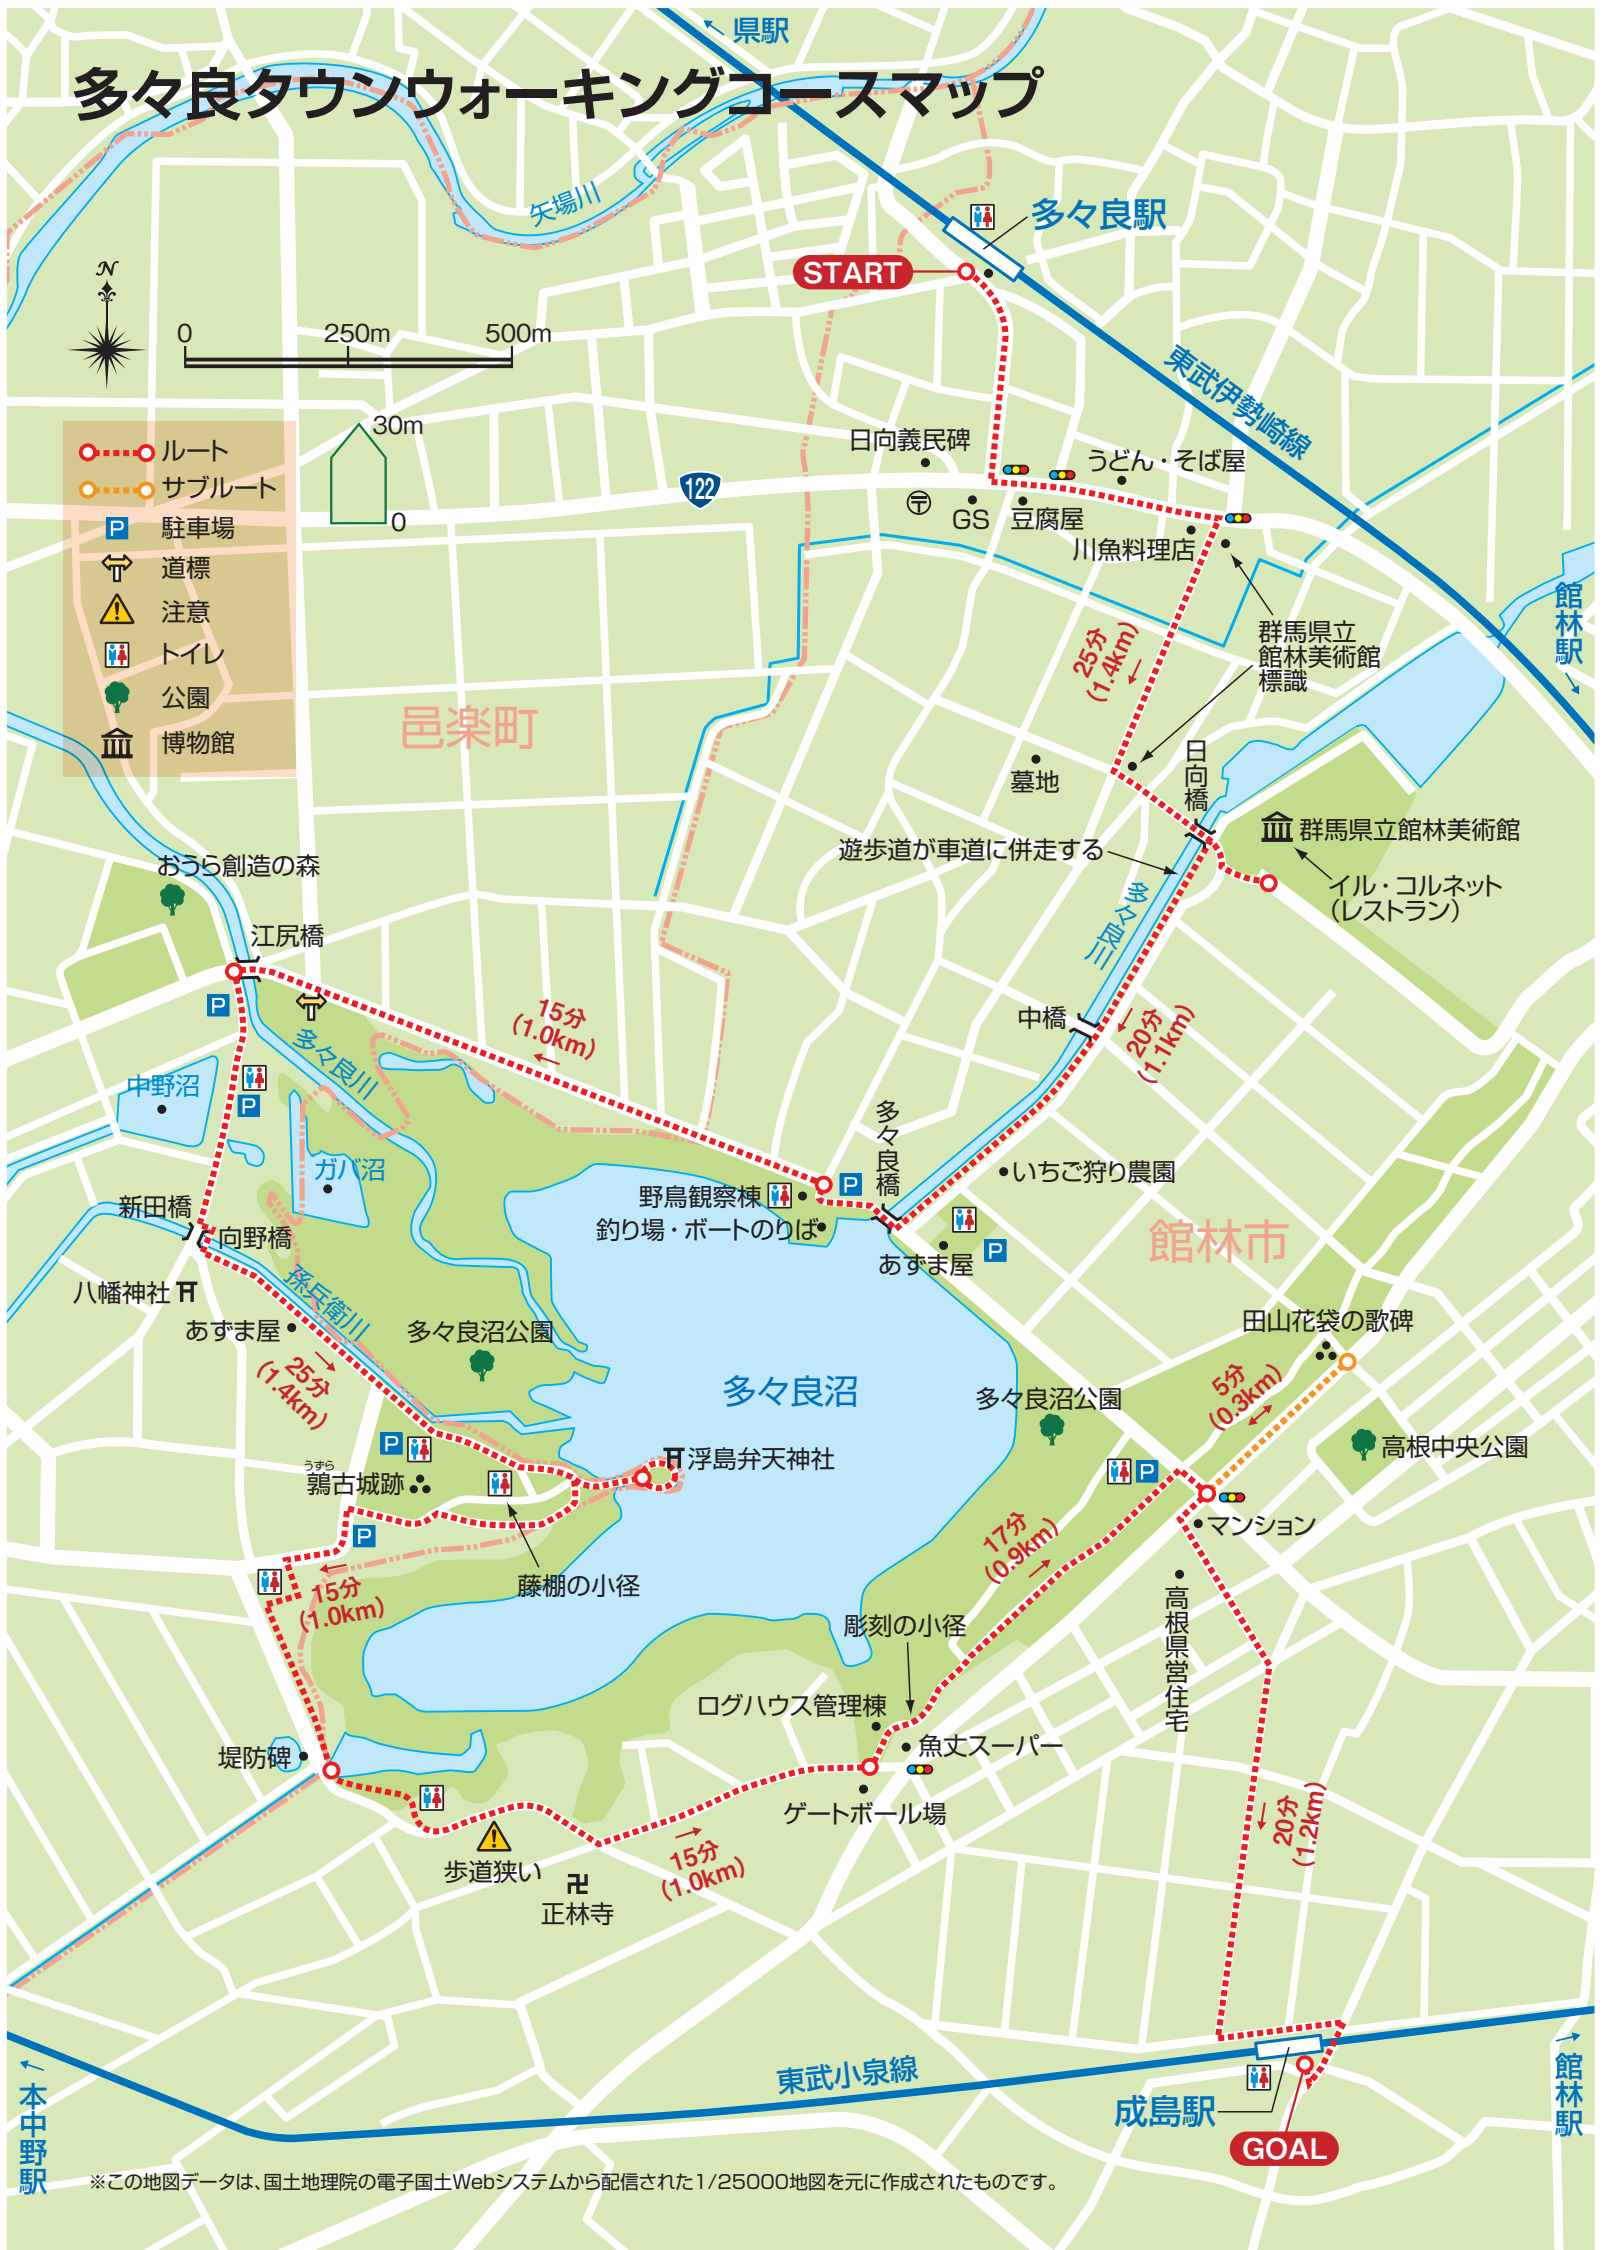 県駅
多々良タウンウォーキングコースマップ
矢場川
多々良駅
START
N
0
250m
500m
東武伊勢崎線
30m
0
ルート
サブルート
P
駐車場
道標
注意
トイレ
公園
博物館
日向義民碑
うどん・そば屋
122
GS
豆腐屋
川魚料理店
館林駅
群馬県立
館林美術館
標識
25分
(1.4km)
邑楽町
墓地
日向橋
群馬県立館林美術館
遊歩道が車道に併走する
イル・コルネット
(レストラン)
おうら創造の森
多々良川
江尻橋
P
15分
(1.0km)
中橋
20分
(1.1km)
多々良川
中野沼
P
多々良橋
ガバ沼
いちご狩り農園
野鳥観察棟
P
釣り場・ボートのりば
新田橋
向野橋
館林市
あずま屋
P
八幡神社
孫兵衛川
あずま屋
多々良沼公園
田山花袋の歌碑
25分
(1.4km)
多々良沼
多々良沼公園
5分
(0.3km)
高根中央公園
P
浮島弁天神社
P
うずら
鶉古城跡
マンション
P
17分
(0.9km)
藤棚の小径
15分
(1.0km)
彫刻の小径
高根県営住宅
ログハウス管理棟
魚丈スーパー
堤防碑
ゲートボール場
20分
(1.2km)
歩道狭い
15分
(1.0km)
正林寺
東武小泉線
本中野駅
成島駅
館林駅
GOAL
※この地図データは、国土地理院の電子国土Webシステムから配信された1/25000地図を元に作成されたものです。